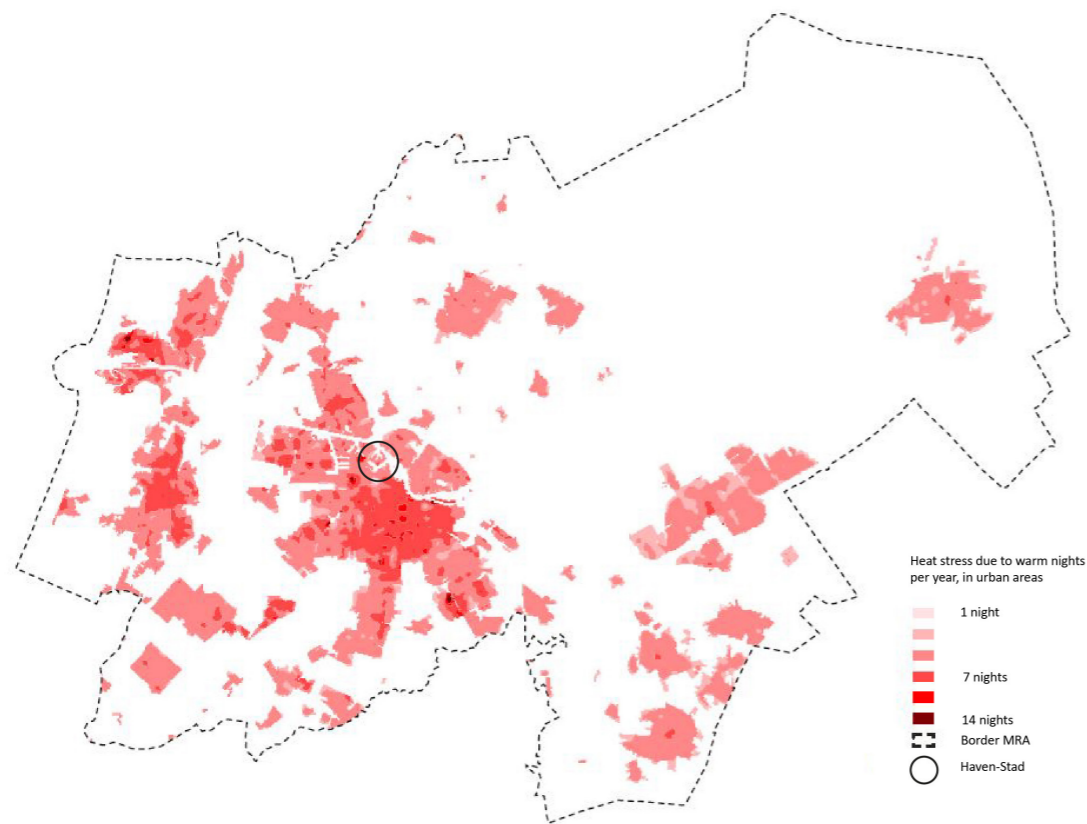 Heat stress due to warm nights
per year, in urban areas
1 night
7 nights
14 nights
Border MRA
Haven-Stad